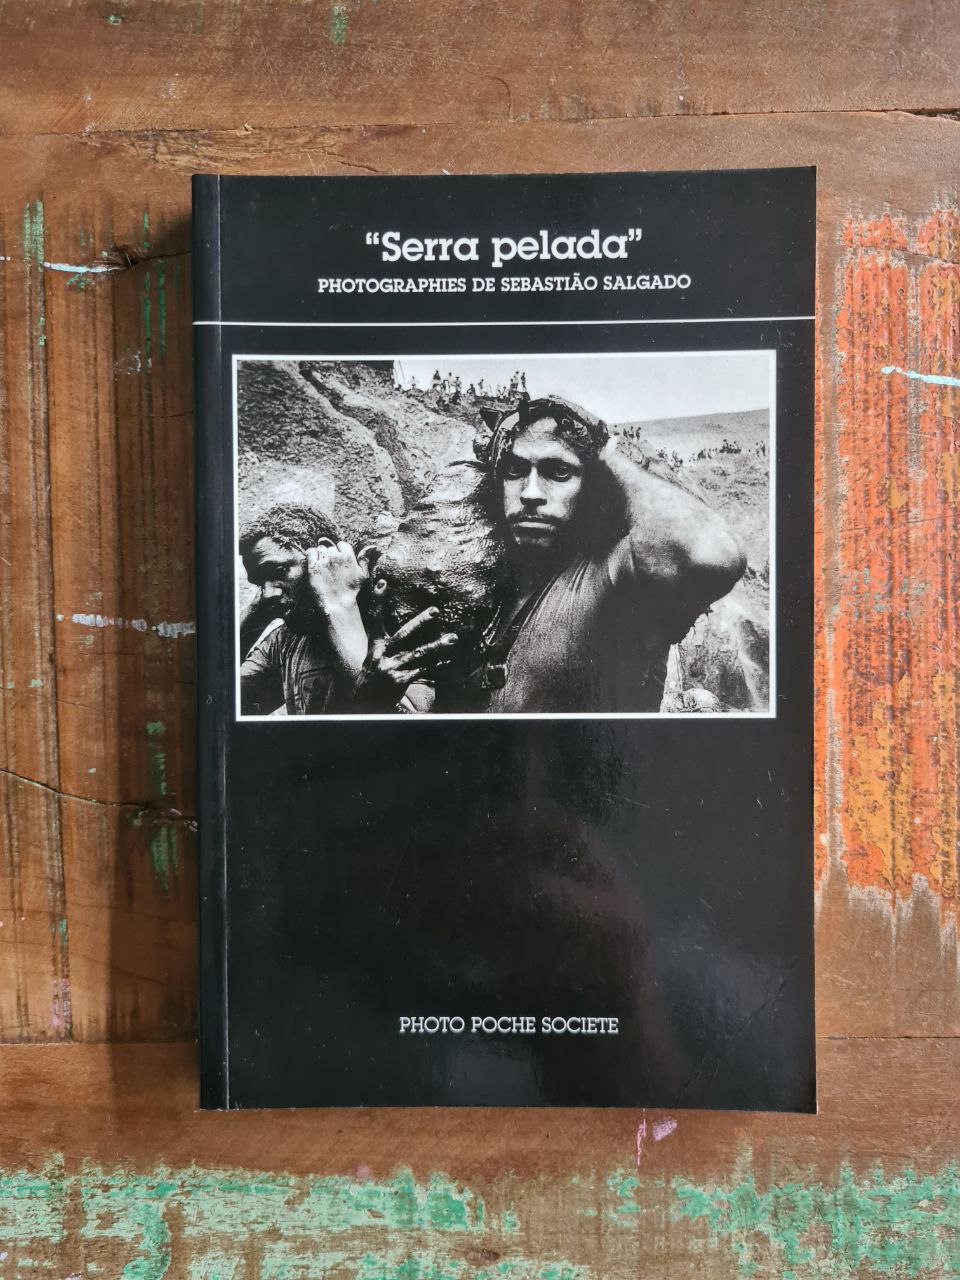 “Serra pelada”
PHOTOGRAPHIES DE SEBASTIÃO SALGADO
PHOTO POCHE SOCIETE